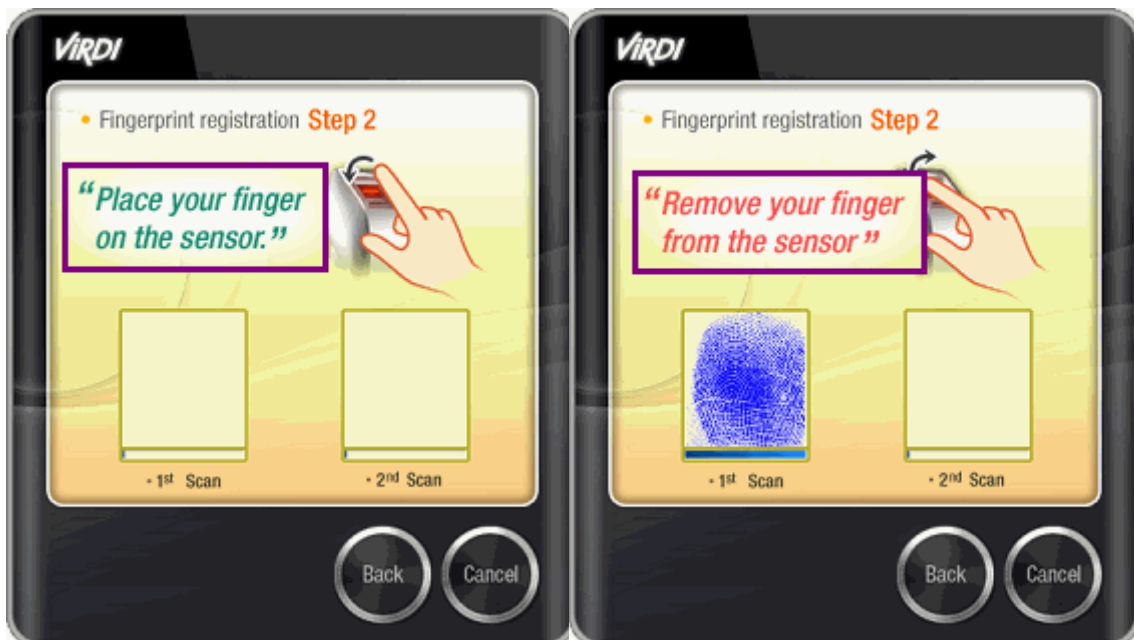 ViRDI
• Fingerprint registration Step 2
“Place your finger
on the sensor.”
• 1st Scan
• 2nd Scan
Back
Cancel
ViRDI
• Fingerprint registration Step 2
“Remove your finger
from the sensor”
• 1st Scan
• 2nd Scan
Back
Cancel